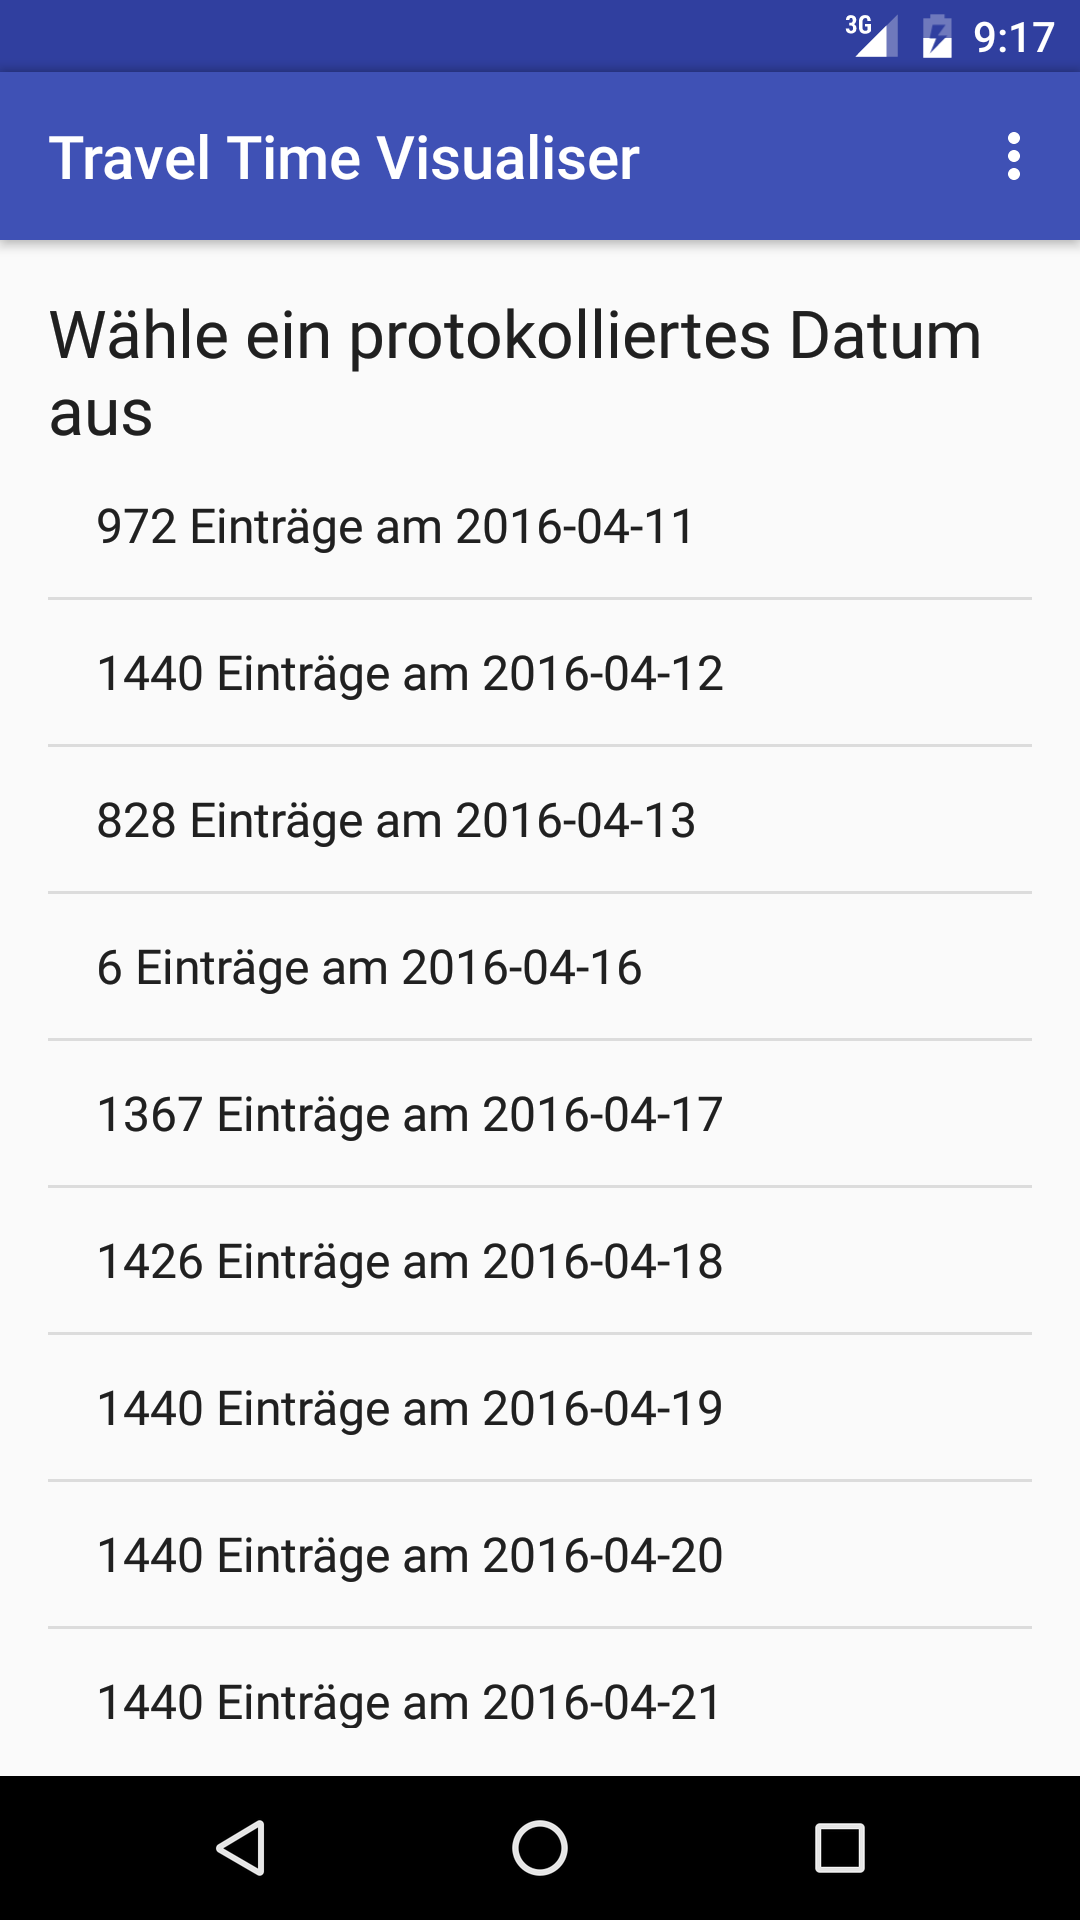 3G 9:17
Travel Time Visualiser
Wähle ein protokolliertes Datum
aus
972 Einträge am 2016-04-11
1440 Einträge am 2016-04-12
828 Einträge am 2016-04-13
6 Einträge am 2016-04-16
1367 Einträge am 2016-04-17
1426 Einträge am 2016-04-18
1440 Einträge am 2016-04-19
1440 Einträge am 2016-04-20
1440 Einträge am 2016-04-21